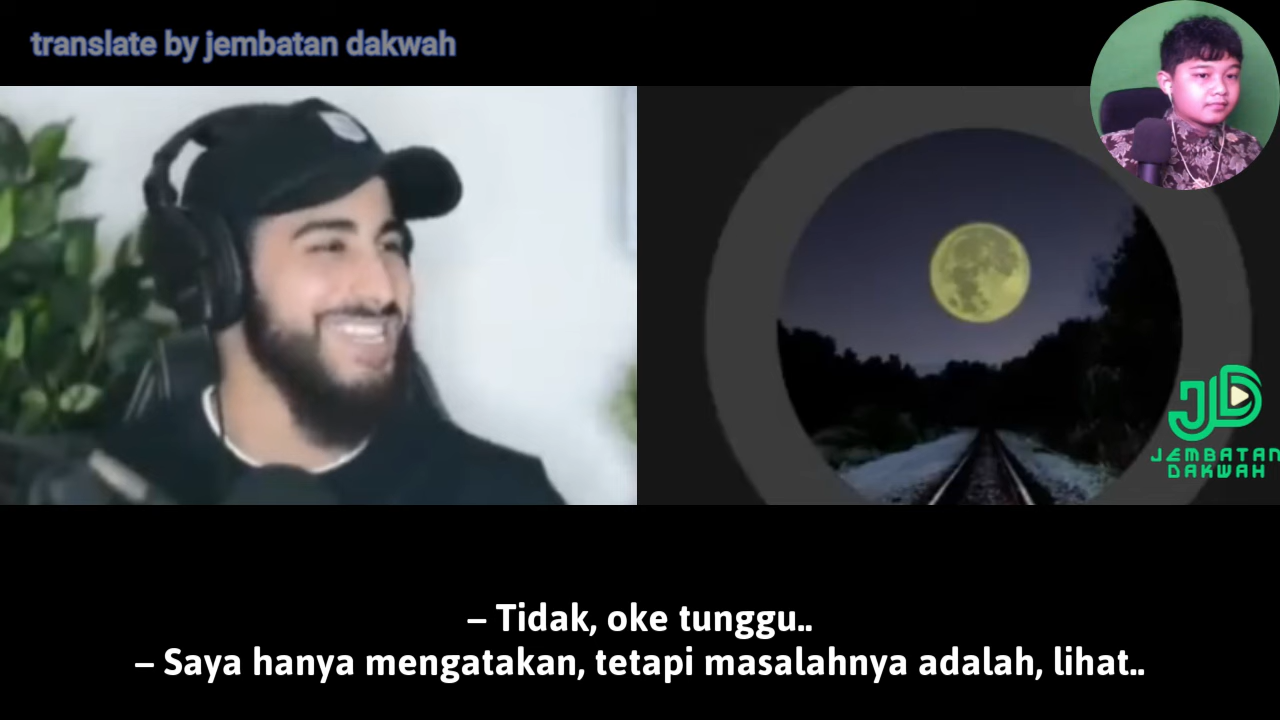 translate by jembatan dakwah
JD
JEMBATAN
DAKWAH
– Tidak, oke tunggu..
– Saya hanya mengatakan, tetapi masalahnya adalah, lihat..